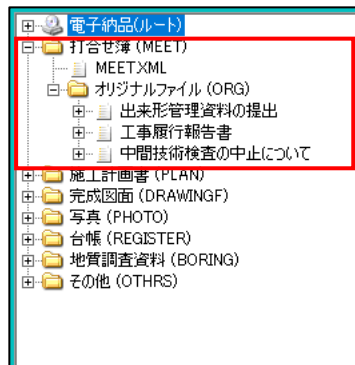 電子納品(ルート)
打合せ簿 (MEET)
MEET.XML
オリジナルファイル (ORG)
出来形管理資料の提出
工事履行報告書
中間技術検査の中止について
施工計画書 (PLAN)
完成図面 (DRAWINGF)
写真 (PHOTO)
台帳 (REGISTER)
地質調査資料 (BORING)
その他 (OTHRS)